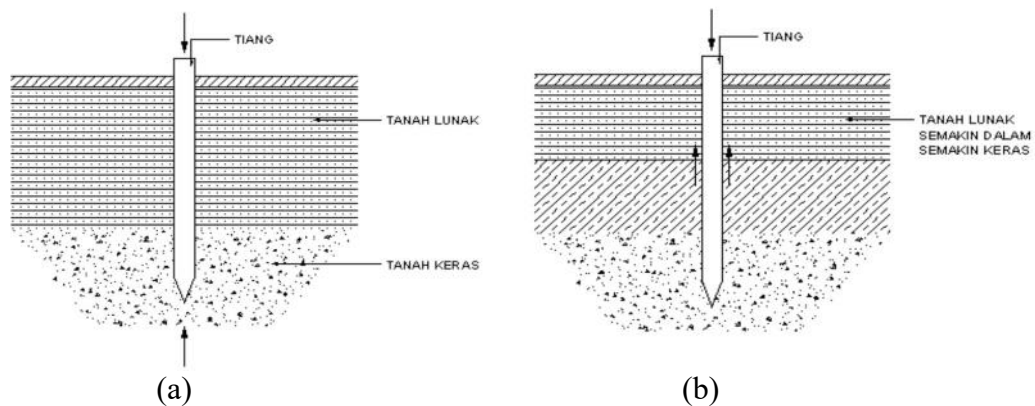 TIANG
TANAH LUNAK
TANAH KERAS
(a)
TIANG
TANAH LUNAK
SEMAKIN DALAM
SEMAKIN KERAS
(b)